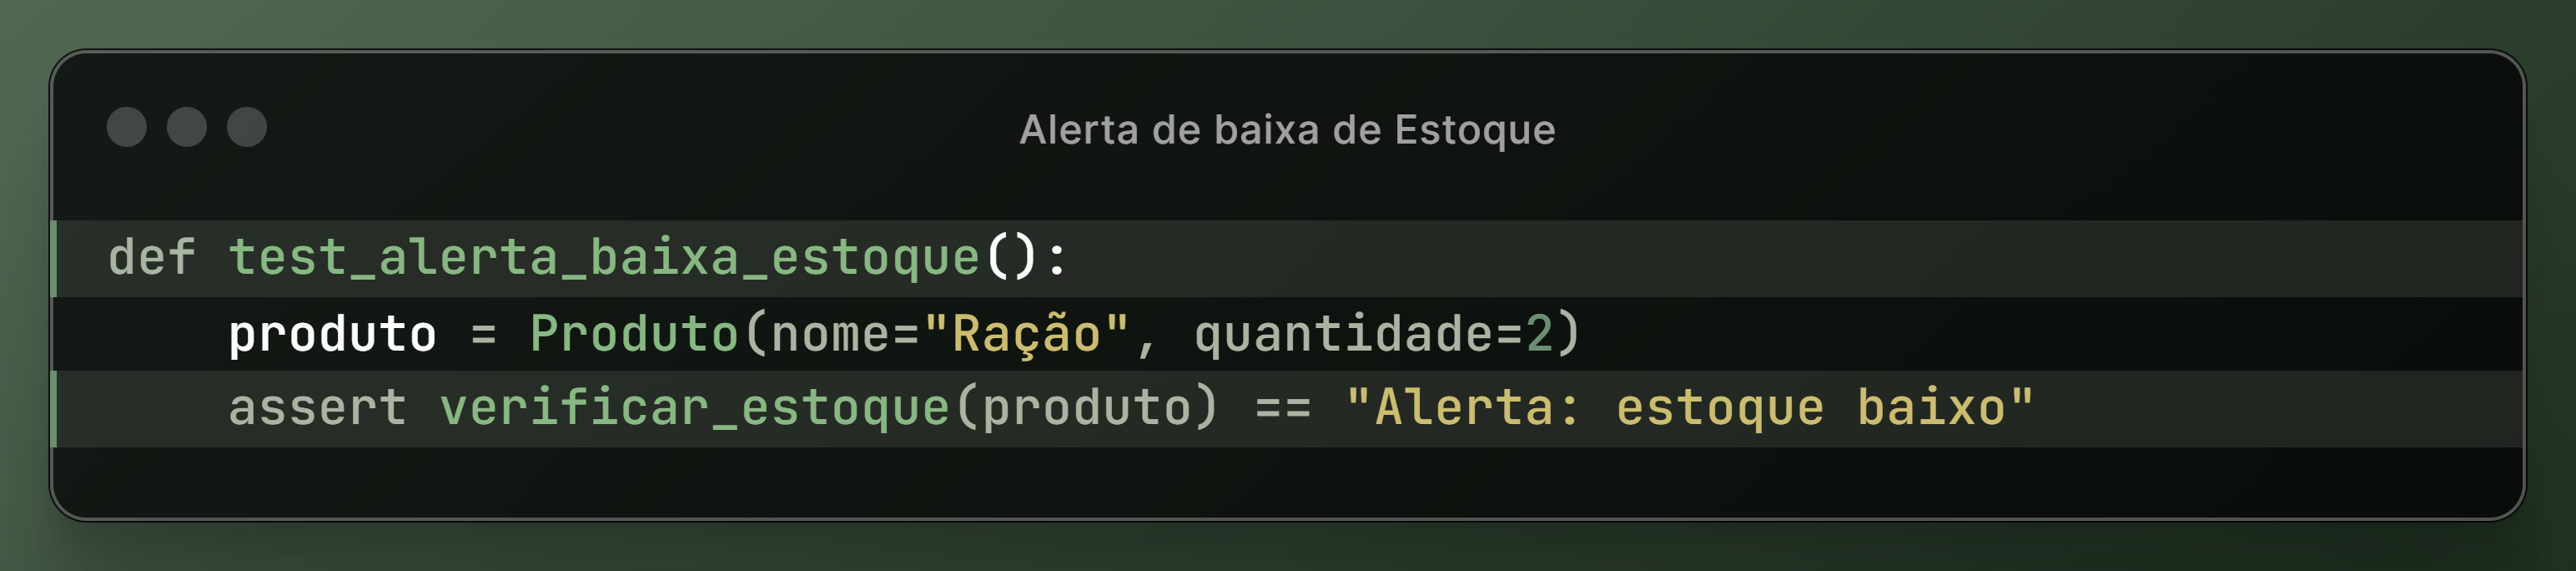 Alerta de baixa de Estoque
def test_alerta_baixa_estoque():
    produto = Produto(nome="Ração", quantidade=2)
    assert verificar_estoque(produto) == "Alerta: estoque baixo"